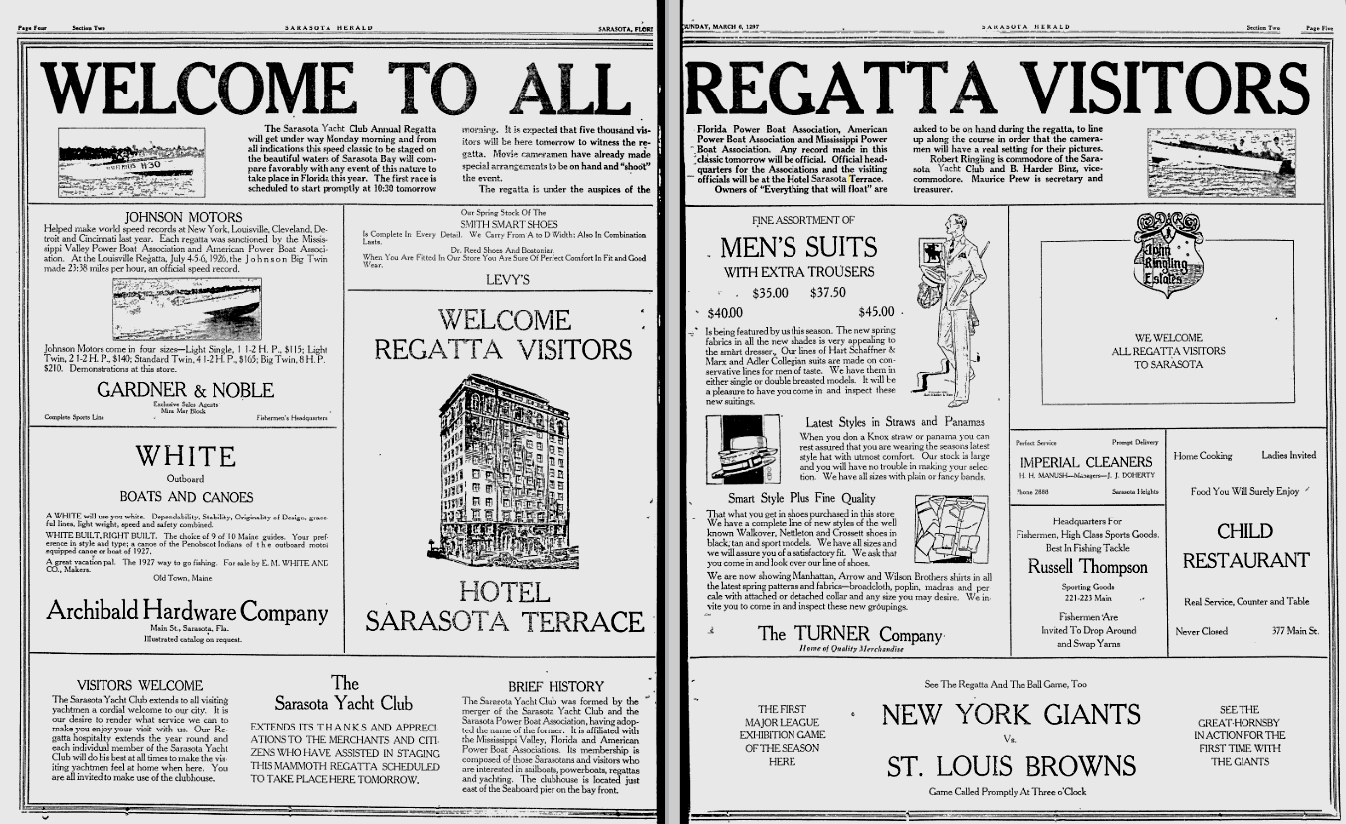 Page Four Section Two SARASOTA HERALD SARASOTA, FLORI
WELCOME TO ALL
The Sarasota Yacht Club Annual Regatta
will get under way Monday morning and from
all indications this speed classic to be staged on
the beautiful waters of Sarasota Bay will com-
pare favorably with any event of this nature to
take place in Florida this year. The first race is
scheduled to start promptly at 10:30 tomorrow
morning. It is expected that five thousand vis-
itors will be here tomorrow to witness the re-
gatta. Movie cameramen have already made
special arrangements to be on hand and "shoot"
the event.
The regatta is under the auspices of the
JOHNSON MOTORS
Helped make world speed records at New York, Louisville, Cleveland, De-
troit and Cincinnati last year. Each regatta was sanctioned by the Missis-
sippi Valley Power Boat Association and American Power Boat Associ-
ation. At the Louisville Regatta, July 4-5-6, 1926, the Johnson Big Twin
made 23:38 miles per hour, an official speed record.
Johnson Motors come in four sizes—Light Single, 1 1-2 H. P., $115; Light
Twin, 2 1-2 H. P., $140; Standard Twin, 4 1-2 H. P., $165; Big Twin, 8 H. P.
$210. Demonstrations at this store.
GARDNER & NOBLE
Exclusive Sales Agents
Mira Mar Block
Complete Sports Line Fishermen's Headquarters
WHITE
Outboard
BOATS AND CANOES
A WHITE will use you white. Dependability, Stability, Originality of Design, grace-
ful lines, light weight, speed and safety combined.
WHITE BUILT, RIGHT BUILT. The choice of 9 of 10 Maine guides. Your pref-
erence in style and type; a canoe of the Penobscot Indians of the outboard motor
equipped canoe or boat of 1927.
A great vacation pal. The 1927 way to go fishing. For sale by E. M. WHITE AND
CO., Makers.
Old Town, Maine
Archibald Hardware Company
Main St., Sarasota, Fla.
Illustrated catalog on request.
Our Spring Stock Of The
SMITH SMART SHOES
Is Complete In Every Detail. We Carry From A to D Width; Also In Combination
Lasts.
Dr. Reed Shoes And Bostonian
When You Are Fitted In Our Store You Are Sure Of Perfect Comfort In Fit and Good
Wear.
LEVY'S
WELCOME
REGATTA VISITORS
HOTEL
SARASOTA TERRACE
VISITORS WELCOME
The Sarasota Yacht Club extends to all visiting
yachtmen a cordial welcome to our city. It is
our desire to render what service we can to
make you enjoy your visit with us. Our Re-
gatta hospitality extends the year round and
each individual member of the Sarasota Yacht
Club will do his best at all times to make the vis-
iting yachtmen feel at home when here. You
are all invited to make use of the clubhouse.
The
Sarasota Yacht Club
EXTENDS ITS THANKS AND APPRECI-
ATIONS TO THE MERCHANTS AND CITI-
ZENS WHO HAVE ASSISTED IN STAGING
THIS MAMMOTH REGATTA SCHEDULED
TO TAKE PLACE HERE TOMORROW.
BRIEF HISTORY
The Sarasota Yacht Club was formed by the
merger of the Sarasota Yacht Club and the
Sarasota Power Boat Association, having adop-
ted the name of the former. It is affiliated with
the Mississippi Valley, Florida and American
Power Boat Associations. Its membership is
composed of those Sarasotans and visitors who
are interested in sailboats, powerboats, regattas
and yachting. The clubhouse is located just
east of the Seaboard pier on the bay front.
SUNDAY, MARCH 6, 1297 SARASOTA HERALD Section Two Page Five
REGATTA VISITORS
Florida Power Boat Association, American
Power Boat Association and Mississippi Power
Boat Association. Any record made in this
classic tomorrow will be official. Official head-
quarters for the Associations and the visiting
officials will be at the Hotel Sarasota Terrace.
Owners of "Everything that will float" are
asked to be on hand during the regatta, to line
up along the course in order that the camera-
men will have a real setting for their pictures.
Robert Ringling is commodore of the Sara-
sota Yacht Club and B. Harder Binz, vice-
commodore. Maurice Prew is secretary and
treasurer.
FINE ASSORTMENT OF
MEN'S SUITS
WITH EXTRA TROUSERS
$35.00 $37.50
$40.00 $45.00
Is being featured by us this season. The new spring
fabrics in all the new shades is very appealing to
the smart dresser. Our lines of Hart Schaffner &
Marx and Adler Collegian suits are made on con-
servative lines for men of taste. We have them in
either single or double breasted models. It will be
a pleasure to have you come in and inspect these
new suitings.
Latest Styles in Straws and Panamas
When you don a Knox straw or panama you can
rest assured that you are wearing the seasons latest
style hat with utmost comfort. Our stock is large
and you will have no trouble in making your selec-
tion. We have all sizes with plain or fancy bands.
Smart Style Plus Fine Quality
That what you get in shoes purchased in this store
We have a complete line of new styles of the well
known Walkover, Nettleton and Crossett shoes in
black, tan and sport models. We have all sizes and
we will assure you of a satisfactory fit. We ask that
you come in and look over our line of shoes.
We are now showing Manhattan, Arrow and Wilson Brothers shirts in all
the latest spring patterns and fabrics—broadcloth, poplin, madras and per
cale with attached or detached collar and any size you may desire. We in-
vite you to come in and inspect these new groupings.
The TURNER Company
Home of Quality Merchandise
John
Ringling
Estates
WE WELCOME
ALL REGATTA VISITORS
TO SARASOTA
Perfect Service Prompt Delivery
IMPERIAL CLEANERS
H. H. MANUSH—Managers—J. J. DOHERTY
Phone 2888 Sarasota Heights
Headquarters For
Fishermen, High Class Sports Goods.
Best In Fishing Tackle
Russell Thompson
Sporting Goods
221-223 Main
Fishermen Are
Invited To Drop Around
and Swap Yarns
Home Cooking Ladies Invited
Food You Will Surely Enjoy
CHILD
RESTAURANT
Real Service, Counter and Table
Never Closed 377 Main St.
See The Regatta And The Ball Game, Too
THE FIRST
MAJOR LEAGUE
EXHIBITION GAME
OF THE SEASON
HERE
NEW YORK GIANTS
Vs.
ST. LOUIS BROWNS
Game Called Promptly At Three o'Clock
SEE THE
GREAT-HORNSBY
IN ACTION FOR THE
FIRST TIME WITH
THE GIANTS